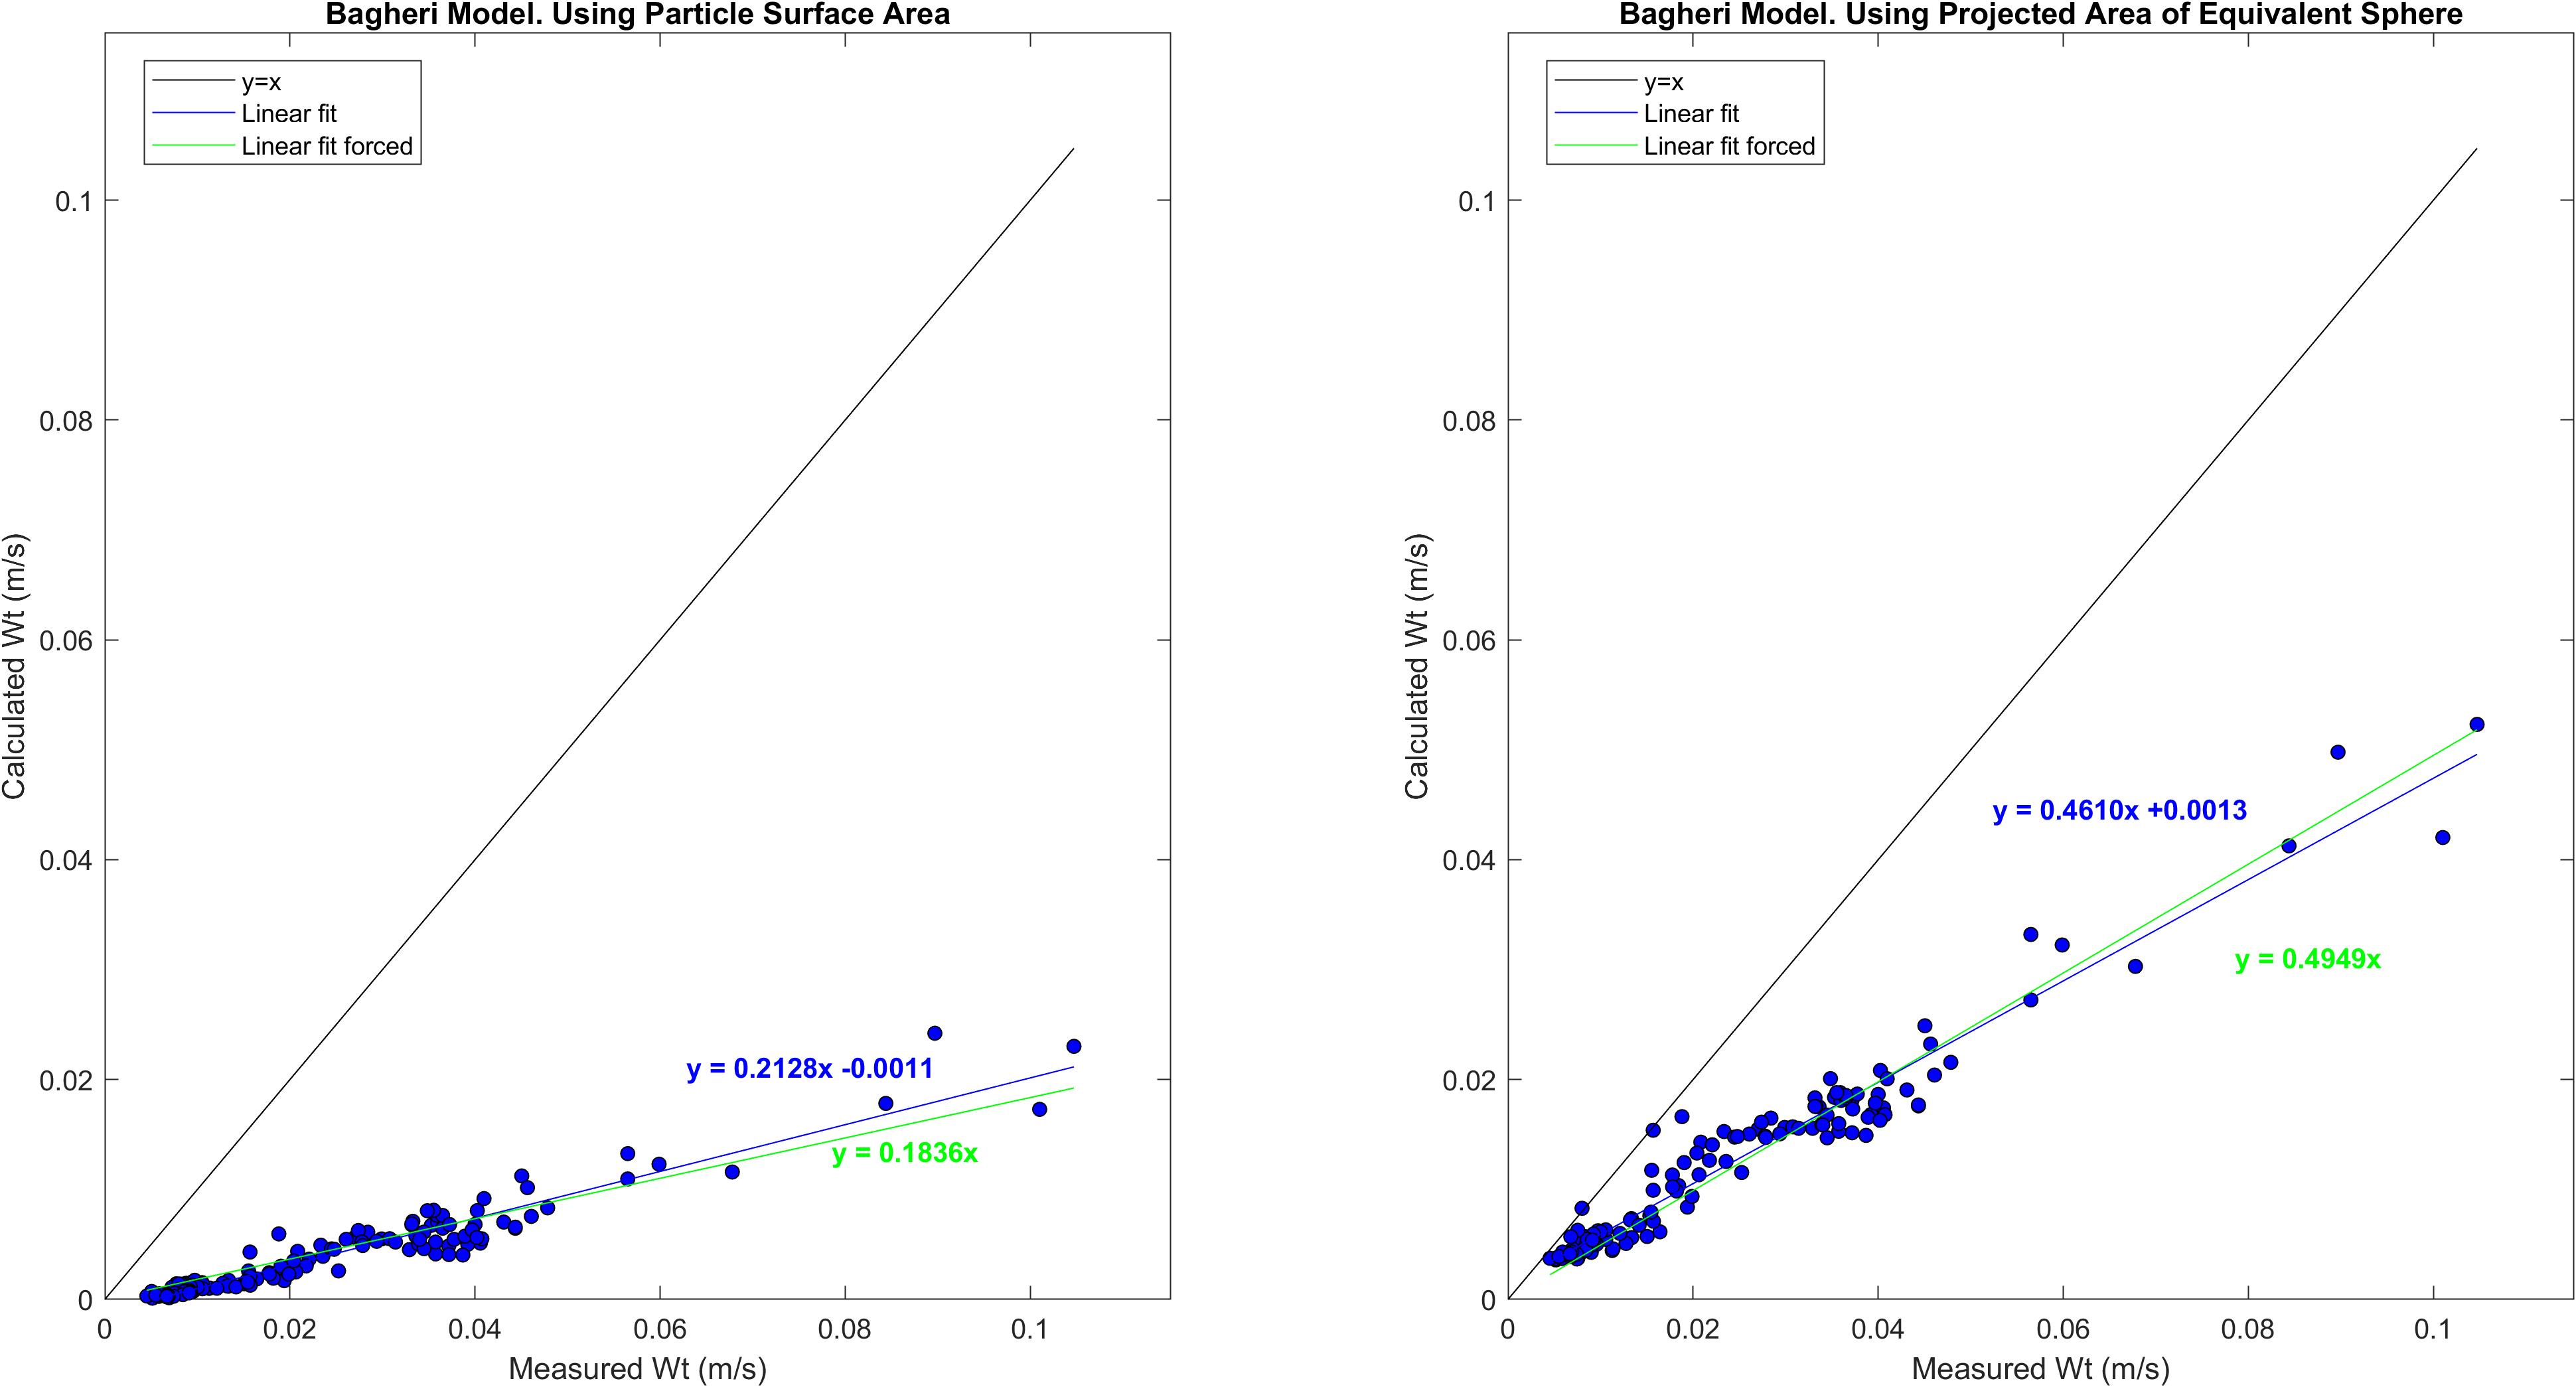 Bagheri Model. Using Particle Surface Area
y=x
Linear fit
Linear fit forced
0.1
0.08
0.06
0.04
0.02
0
Calculated Wt (m/s)
y = 0.2128x -0.0011
y = 0.1836x
0
0.02
0.04
0.06
0.08
0.1
Measured Wt (m/s)
Bagheri Model. Using Projected Area of Equivalent Sphere
y=x
Linear fit
Linear fit forced
0.1
0.08
0.06
0.04
0.02
0
Calculated Wt (m/s)
y = 0.4610x +0.0013
y = 0.4949x
0
0.02
0.04
0.06
0.08
0.1
Measured Wt (m/s)